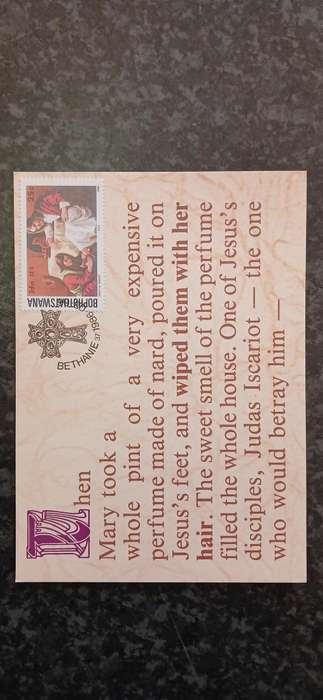 Then
Mary took a
whole pint of a very expensive
perfume made of nard, poured it on
Jesus's feet, and wiped them with her
hair. The sweet smell of the perfume
filled the whole house. One of Jesus's
disciples, Judas Iscariot — the one
who would betray him —
25c
BOPHUTHATSWANA
BETHANIE